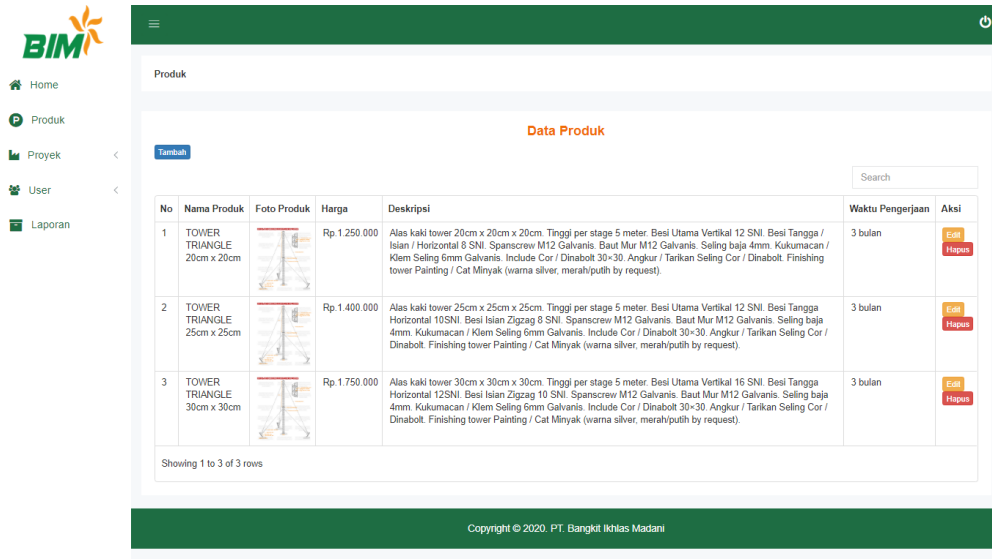 BIM
Home
Produk
Proyek
User
Laporan
Produk
Data Produk
Tambah
Search
No Nama Produk Foto Produk Harga Deskripsi Waktu Pengerjaan Aksi
1 TOWER TRIANGLE 20cm x 20cm Rp.1.250.000 Alas kaki tower 20cm x 20cm x 20cm. Tinggi per stage 5 meter. Besi Utama Vertikal 12 SNI. Besi Tangga /
Isian / Horizontal 8 SNI. Spanscrew M12 Galvanis. Baut Mur M12 Galvanis. Seling baja 4mm. Kukumacan /
Klem Seling 6mm Galvanis. Include Cor / Dinabolt 30×30. Angkur / Tarikan Seling Cor / Dinabolt. Finishing
tower Painting / Cat Minyak (warna silver, merah/putih by request).
3 bulan
Edit
Hapus
2 TOWER TRIANGLE 25cm x 25cm Rp.1.400.000 Alas kaki tower 25cm x 25cm x 25cm. Tinggi per stage 5 meter. Besi Utama Vertikal 12 SNI. Besi Tangga
Horizontal 10SNI. Besi Isian Zigzag 8 SNI. Spanscrew M12 Galvanis. Baut Mur M12 Galvanis. Seling baja
4mm. Kukumacan / Klem Seling 6mm Galvanis. Include Cor / Dinabolt 30×30. Angkur / Tarikan Seling Cor /
Dinabolt. Finishing tower Painting / Cat Minyak (warna silver, merah/putih by request).
3 bulan
Edit
Hapus
3 TOWER TRIANGLE 30cm x 30cm Rp.1.750.000 Alas kaki tower 30cm x 30cm x 30cm. Tinggi per stage 5 meter. Besi Utama Vertikal 16 SNI. Besi Tangga
Horizontal 12SNI. Besi Isian Zigzag 10 SNI. Spanscrew M12 Galvanis. Baut Mur M12 Galvanis. Seling baja
4mm. Kukumacan / Klem Seling 6mm Galvanis. Include Cor / Dinabolt 30×30. Angkur / Tarikan Seling Cor /
Dinabolt. Finishing tower Painting / Cat Minyak (warna silver, merah/putih by request).
3 bulan
Edit
Hapus
Showing 1 to 3 of 3 rows
Copyright © 2020. PT. Bangkit Ikhlas Madani